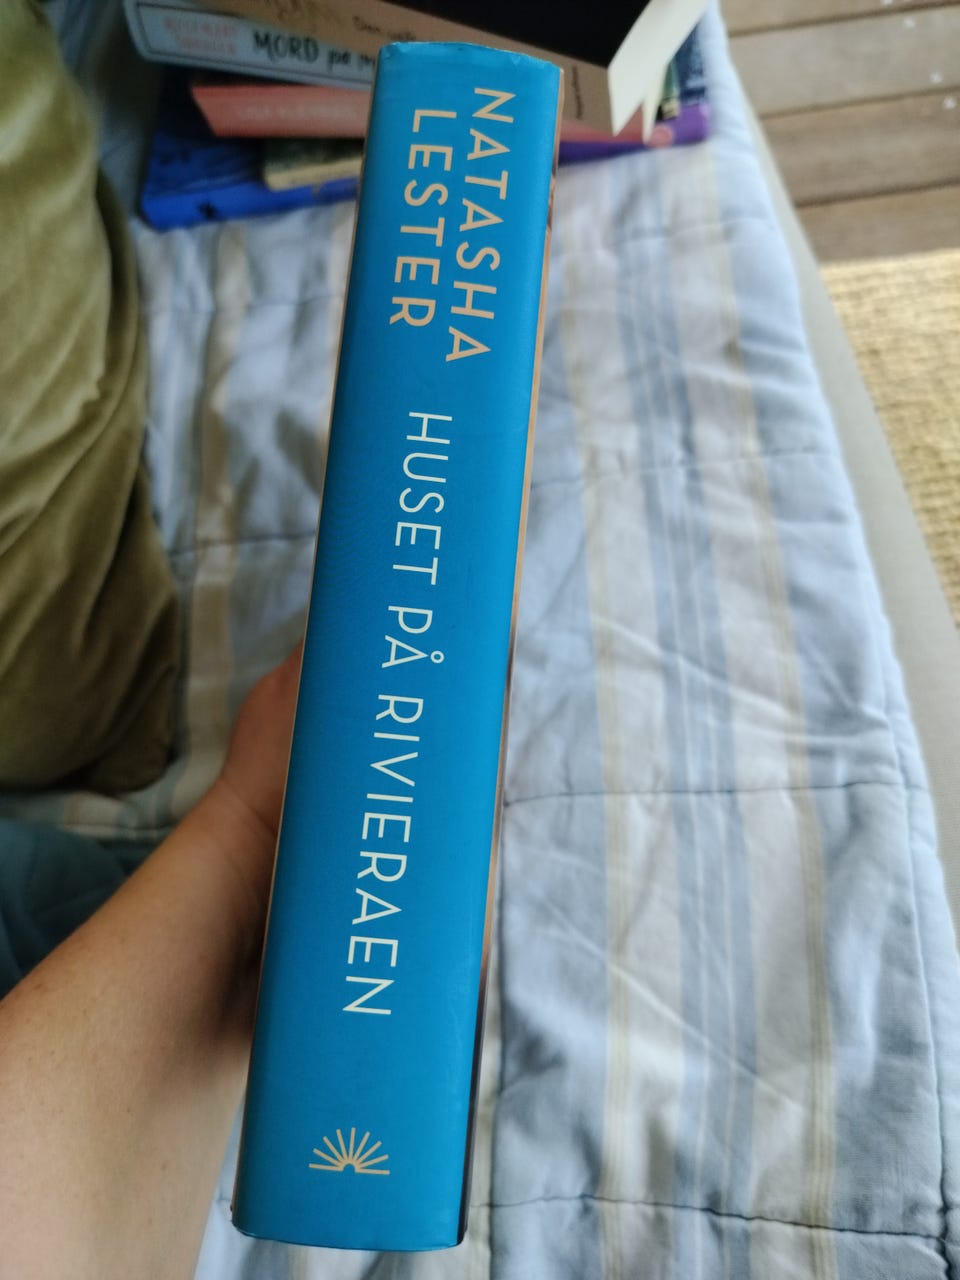 NATASHA
LESTER
HUSET PÅ RIVIERAEN
MORD på